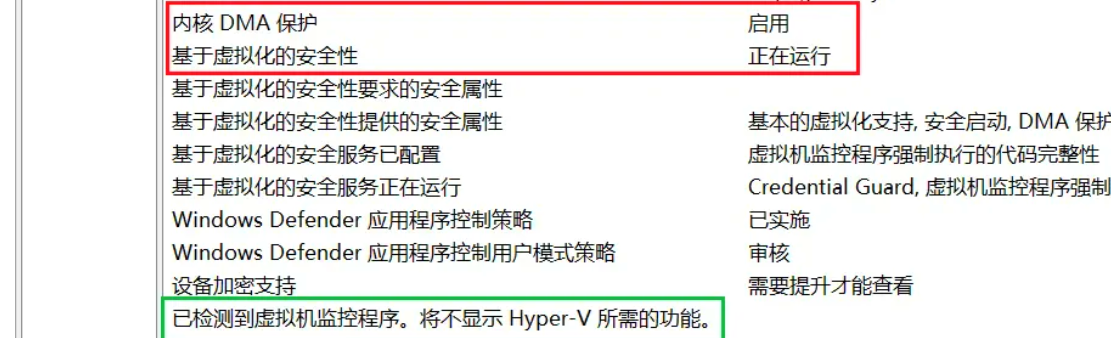 内核 DMA 保护 启用
基于虚拟化的安全性 正在运行
基于虚拟化的安全性要求的安全属性
基于虚拟化的安全性提供的安全属性 基本的虚拟化支持, 安全启动, DMA 保护
基于虚拟化的安全服务已配置 虚拟机监控程序强制执行的代码完整性
基于虚拟化的安全服务正在运行 Credential Guard, 虚拟机监控程序强制
Windows Defender 应用程序控制策略 已实施
Windows Defender 应用程序控制用户模式策略 审核
设备加密支持 需要提升才能查看
已检测到虚拟机监控程序。将不显示 Hyper-V 所需的功能。